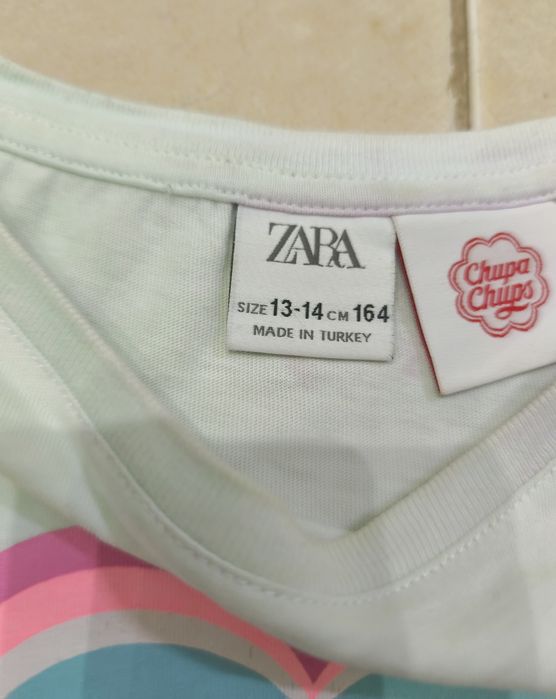 ZARA
SIZE 13-14 CM 164
MADE IN TURKEY
Chupa
Chups